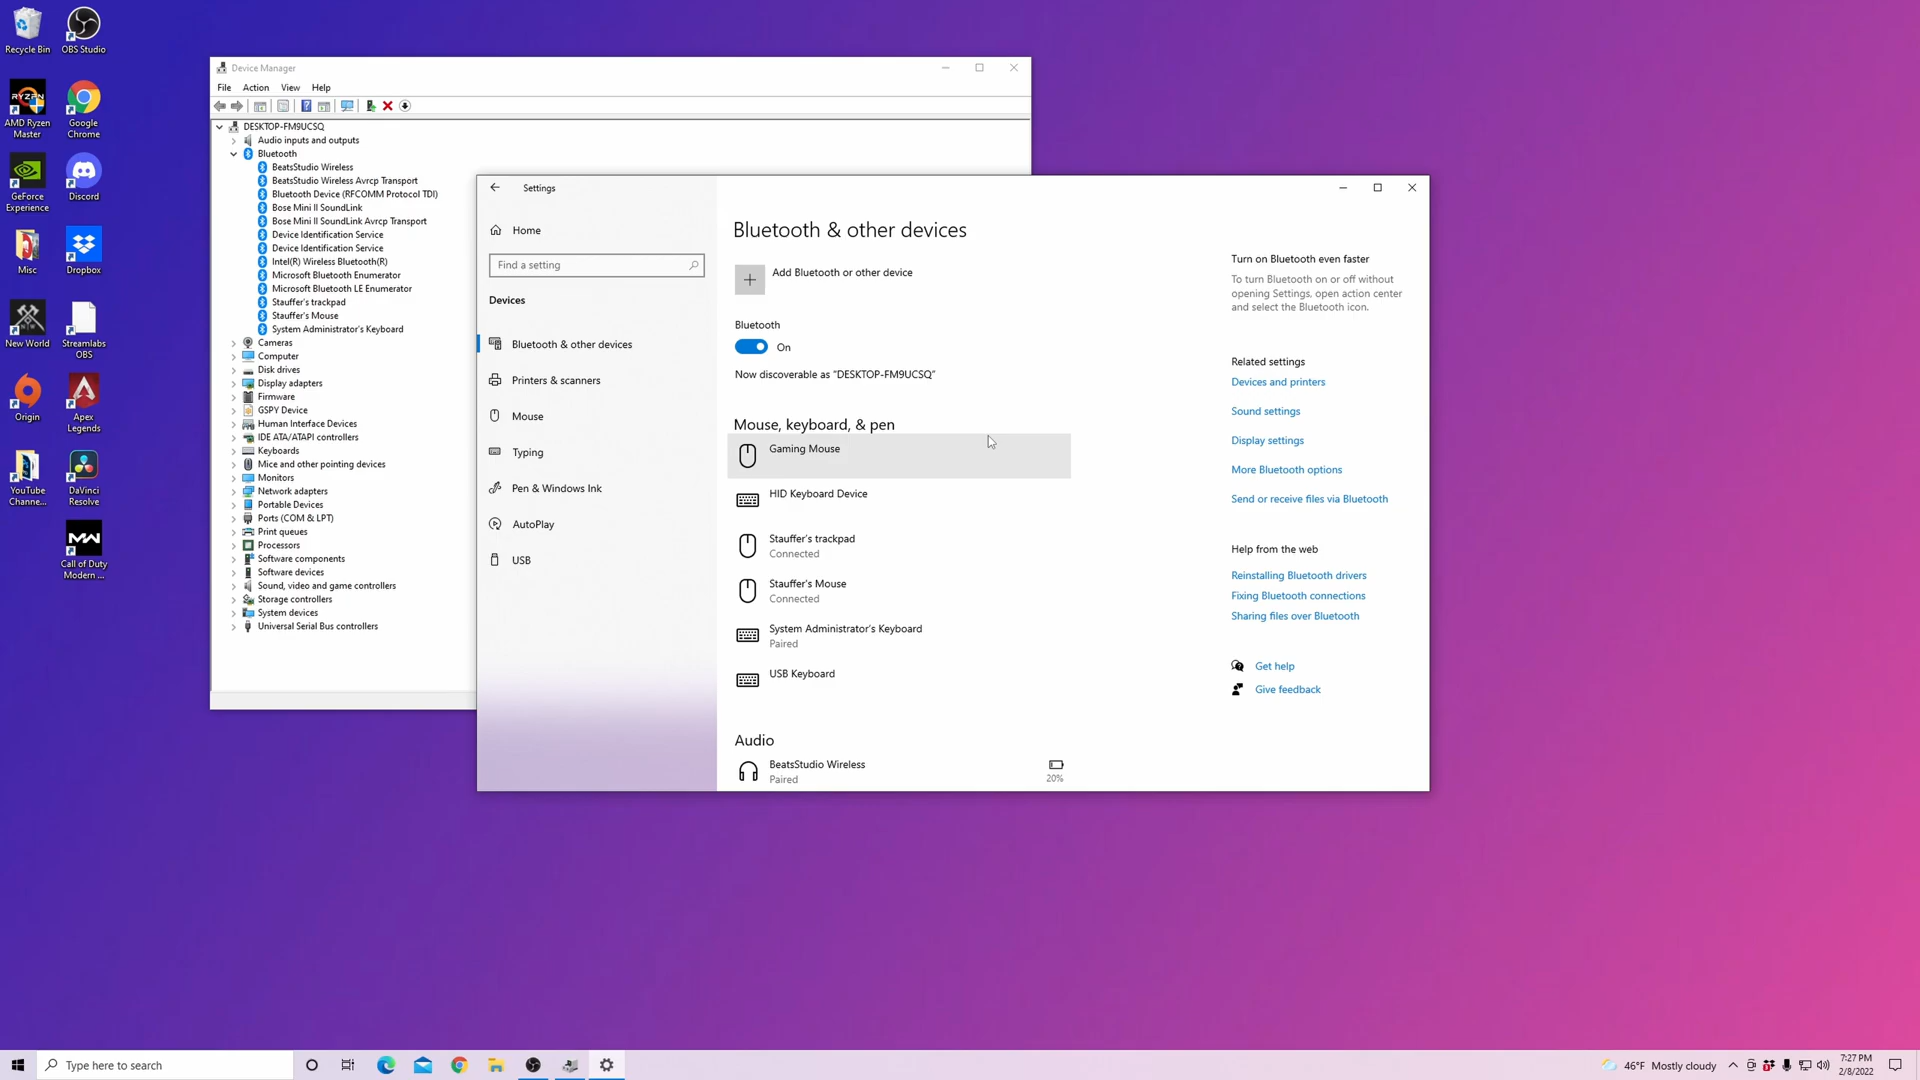 Recycle Bin
OBS Studio
AMD Ryzen
Master
Google
Chrome
GeForce
Experience
Discord
Misc
Dropbox
New World
Streamlabs
OBS
Origin
Apex
Legends
YouTube
Channe...
DaVinci
Resolve
Call of Duty
Modern ...
Device Manager
File Action View Help
DESKTOP-FM9UCSQ
Audio inputs and outputs
Bluetooth
BeatsStudio Wireless
BeatsStudio Wireless Avrcp Transport
Bluetooth Device (RFCOMM Protocol TDI)
Bose Mini II SoundLink
Bose Mini II SoundLink Avrcp Transport
Device Identification Service
Device Identification Service
Intel(R) Wireless Bluetooth(R)
Microsoft Bluetooth Enumerator
Microsoft Bluetooth LE Enumerator
Stauffer's trackpad
Stauffer's Mouse
System Administrator's Keyboard
Cameras
Computer
Disk drives
Display adapters
Firmware
GSPY Device
Human Interface Devices
IDE ATA/ATAPI controllers
Keyboards
Mice and other pointing devices
Monitors
Network adapters
Portable Devices
Ports (COM & LPT)
Print queues
Processors
Software components
Software devices
Sound, video and game controllers
Storage controllers
System devices
Universal Serial Bus controllers
Settings
Home
Find a setting
Devices
Bluetooth & other devices
Printers & scanners
Mouse
Typing
Pen & Windows Ink
AutoPlay
USB
Bluetooth & other devices
Add Bluetooth or other device
Bluetooth
On
Now discoverable as "DESKTOP-FM9UCSQ"
Mouse, keyboard, & pen
Gaming Mouse
HID Keyboard Device
Stauffer's trackpad
Connected
Stauffer's Mouse
Connected
System Administrator's Keyboard
Paired
USB Keyboard
Audio
BeatsStudio Wireless
Paired
20%
Turn on Bluetooth even faster
To turn Bluetooth on or off without
opening Settings, open action center
and select the Bluetooth icon.
Related settings
Devices and printers
Sound settings
Display settings
More Bluetooth options
Send or receive files via Bluetooth
Help from the web
Reinstalling Bluetooth drivers
Fixing Bluetooth connections
Sharing files over Bluetooth
Get help
Give feedback
Type here to search
46°F Mostly cloudy
7:27 PM
2/8/2022